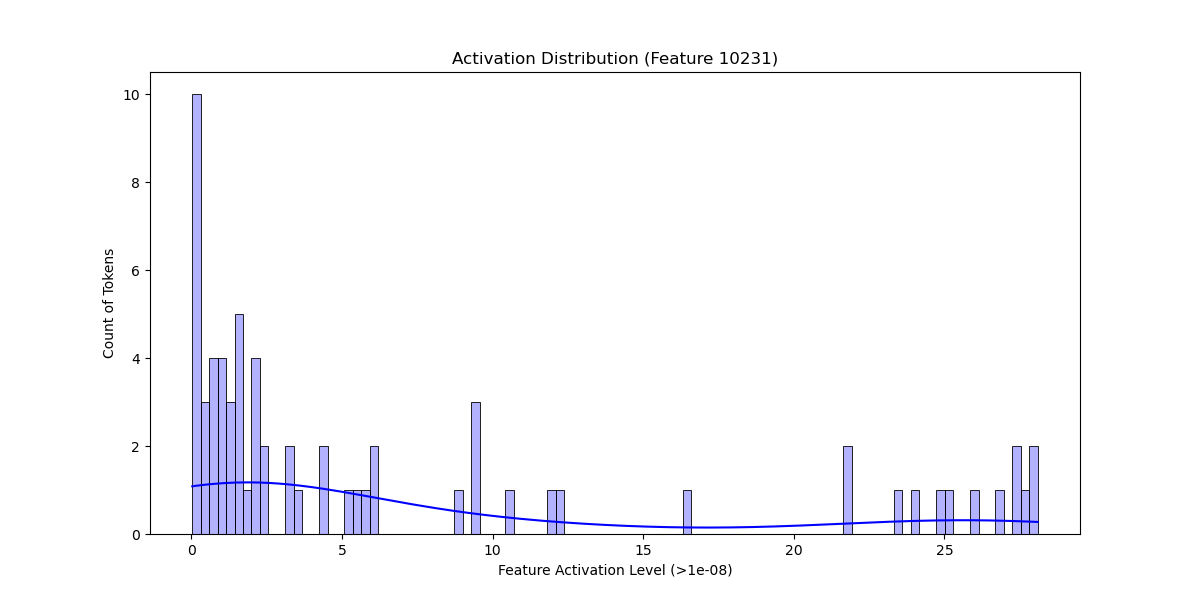 Activation Distribution (Feature 10231)
10
8
6
4
2
0
Count of Tokens
0 5 10 15 20 25
Feature Activation Level (>1e-08)